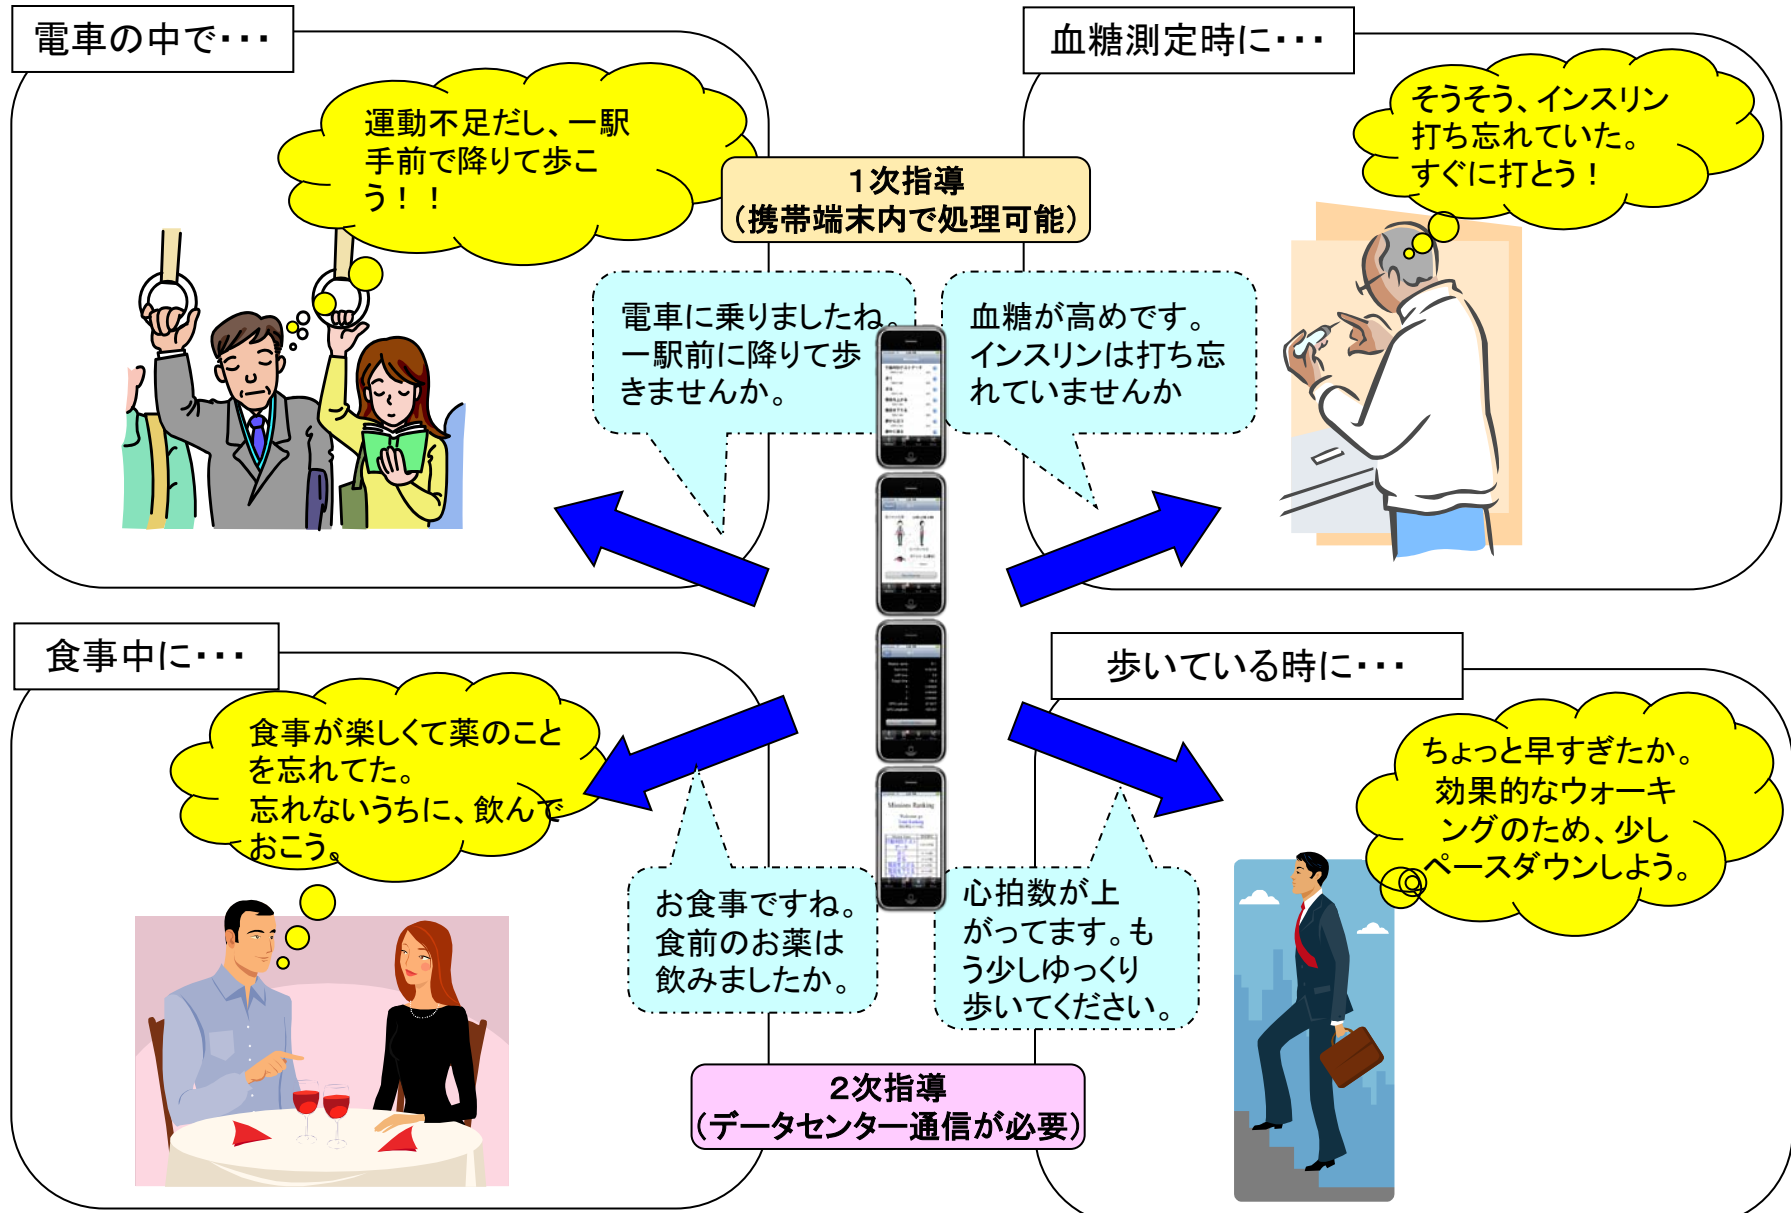 電車の中で・・・
運動不足だし、一駅
手前で降りて歩こ
う！！
血糖測定時に・・・
そうそう、インスリン
打ち忘れていた。
すぐに打とう！
１次指導
（携帯端末内で処理可能）
電車に乗りましたね。
一駅前に降りて歩
きませんか。
血糖が高めです。
インスリンは打ち忘
れていませんか
食事中に・・・
食事が楽しくて薬のこと
を忘れてた。
忘れないうちに、飲んで
おこう。
歩いている時に・・・
ちょっと早すぎたか。
効果的なウォーキ
ングのため、少し
ペースダウンしよう。
お食事ですね。
食前のお薬は
飲みましたか。
心拍数が上
がってます。も
う少しゆっくり
歩いてください。
Missions Ranking
２次指導
（データセンター通信が必要）